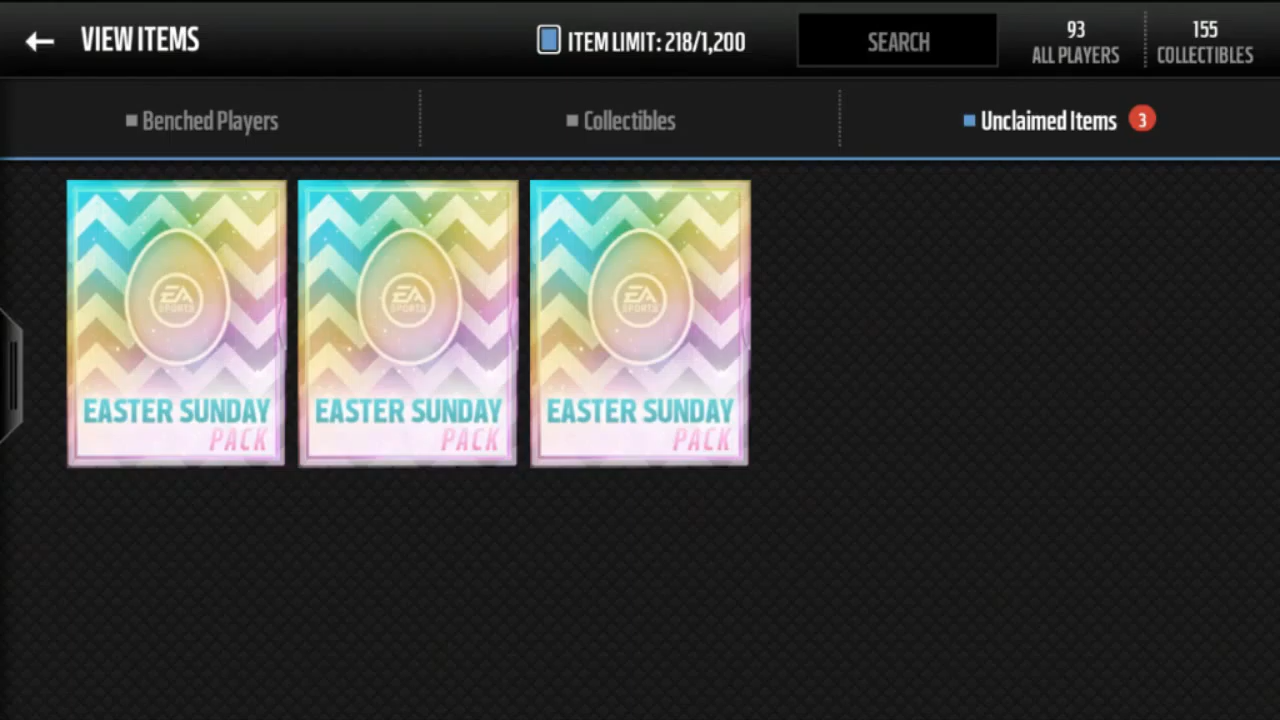 VIEW ITEMS
ITEM LIMIT: 218/1,200
SEARCH
93
ALL PLAYERS
155
COLLECTIBLES
Benched Players
Collectibles
Unclaimed Items 3
EA
SPORTS
EASTER SUNDAY
PACK
EA
SPORTS
EASTER SUNDAY
PACK
EA
SPORTS
EASTER SUNDAY
PACK